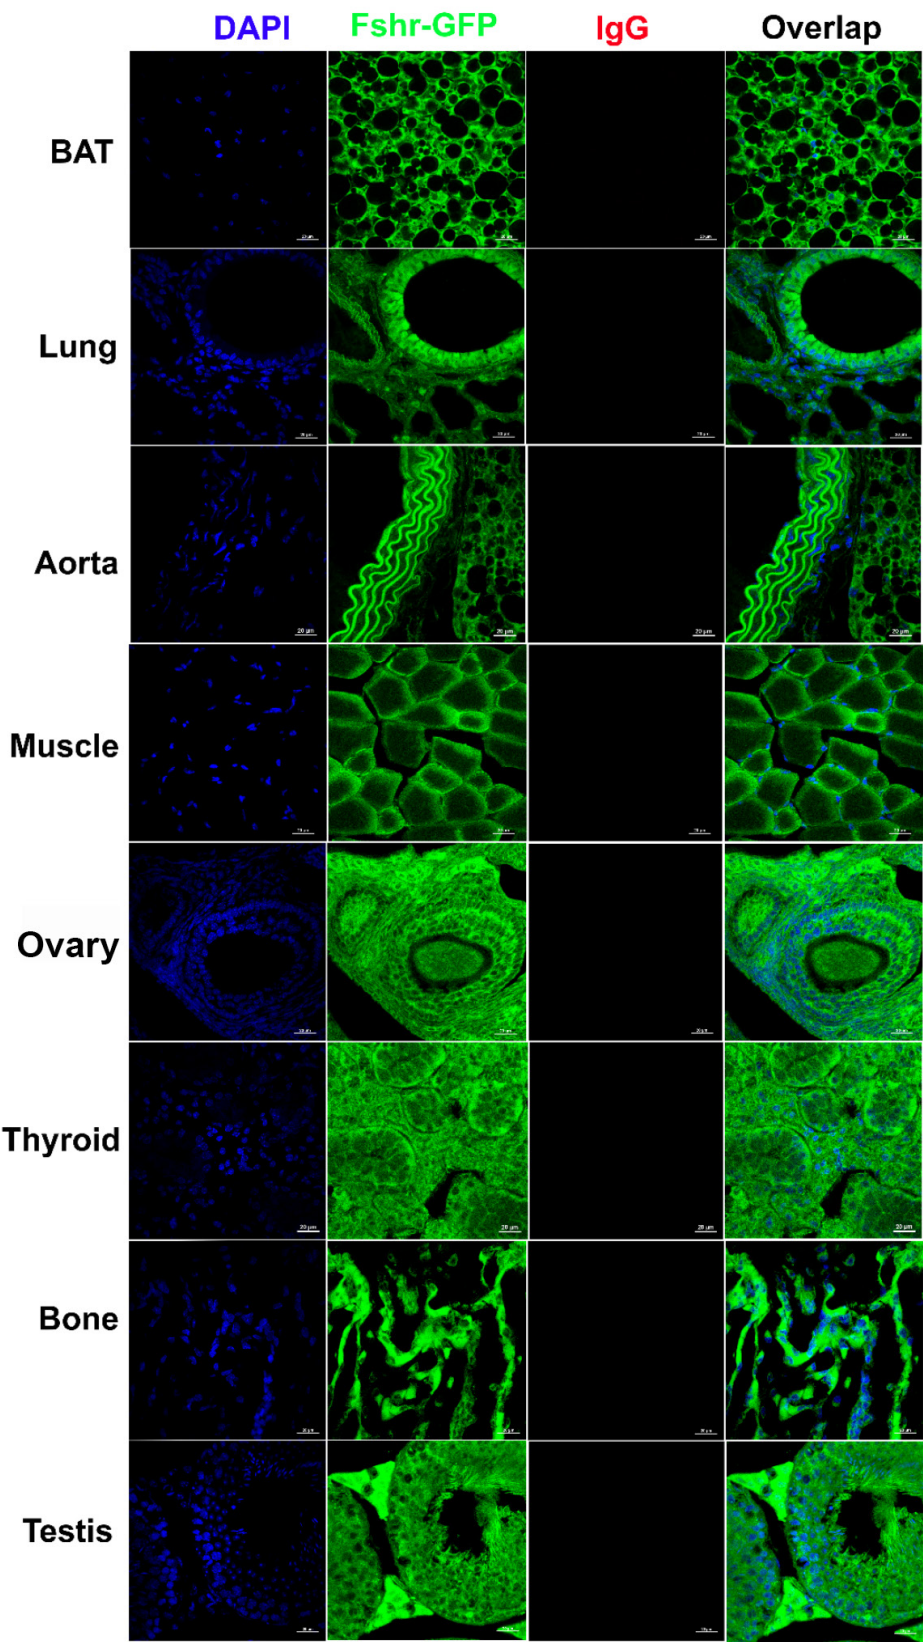 DAPI Fshr-GFP IgG Overlap
BAT
Lung
Aorta
20 µm 20 µm 20 µm 20 µm
Muscle
Ovary
Thyroid
20 µm 20 µm 20 µm 20 µm
Bone
Testis